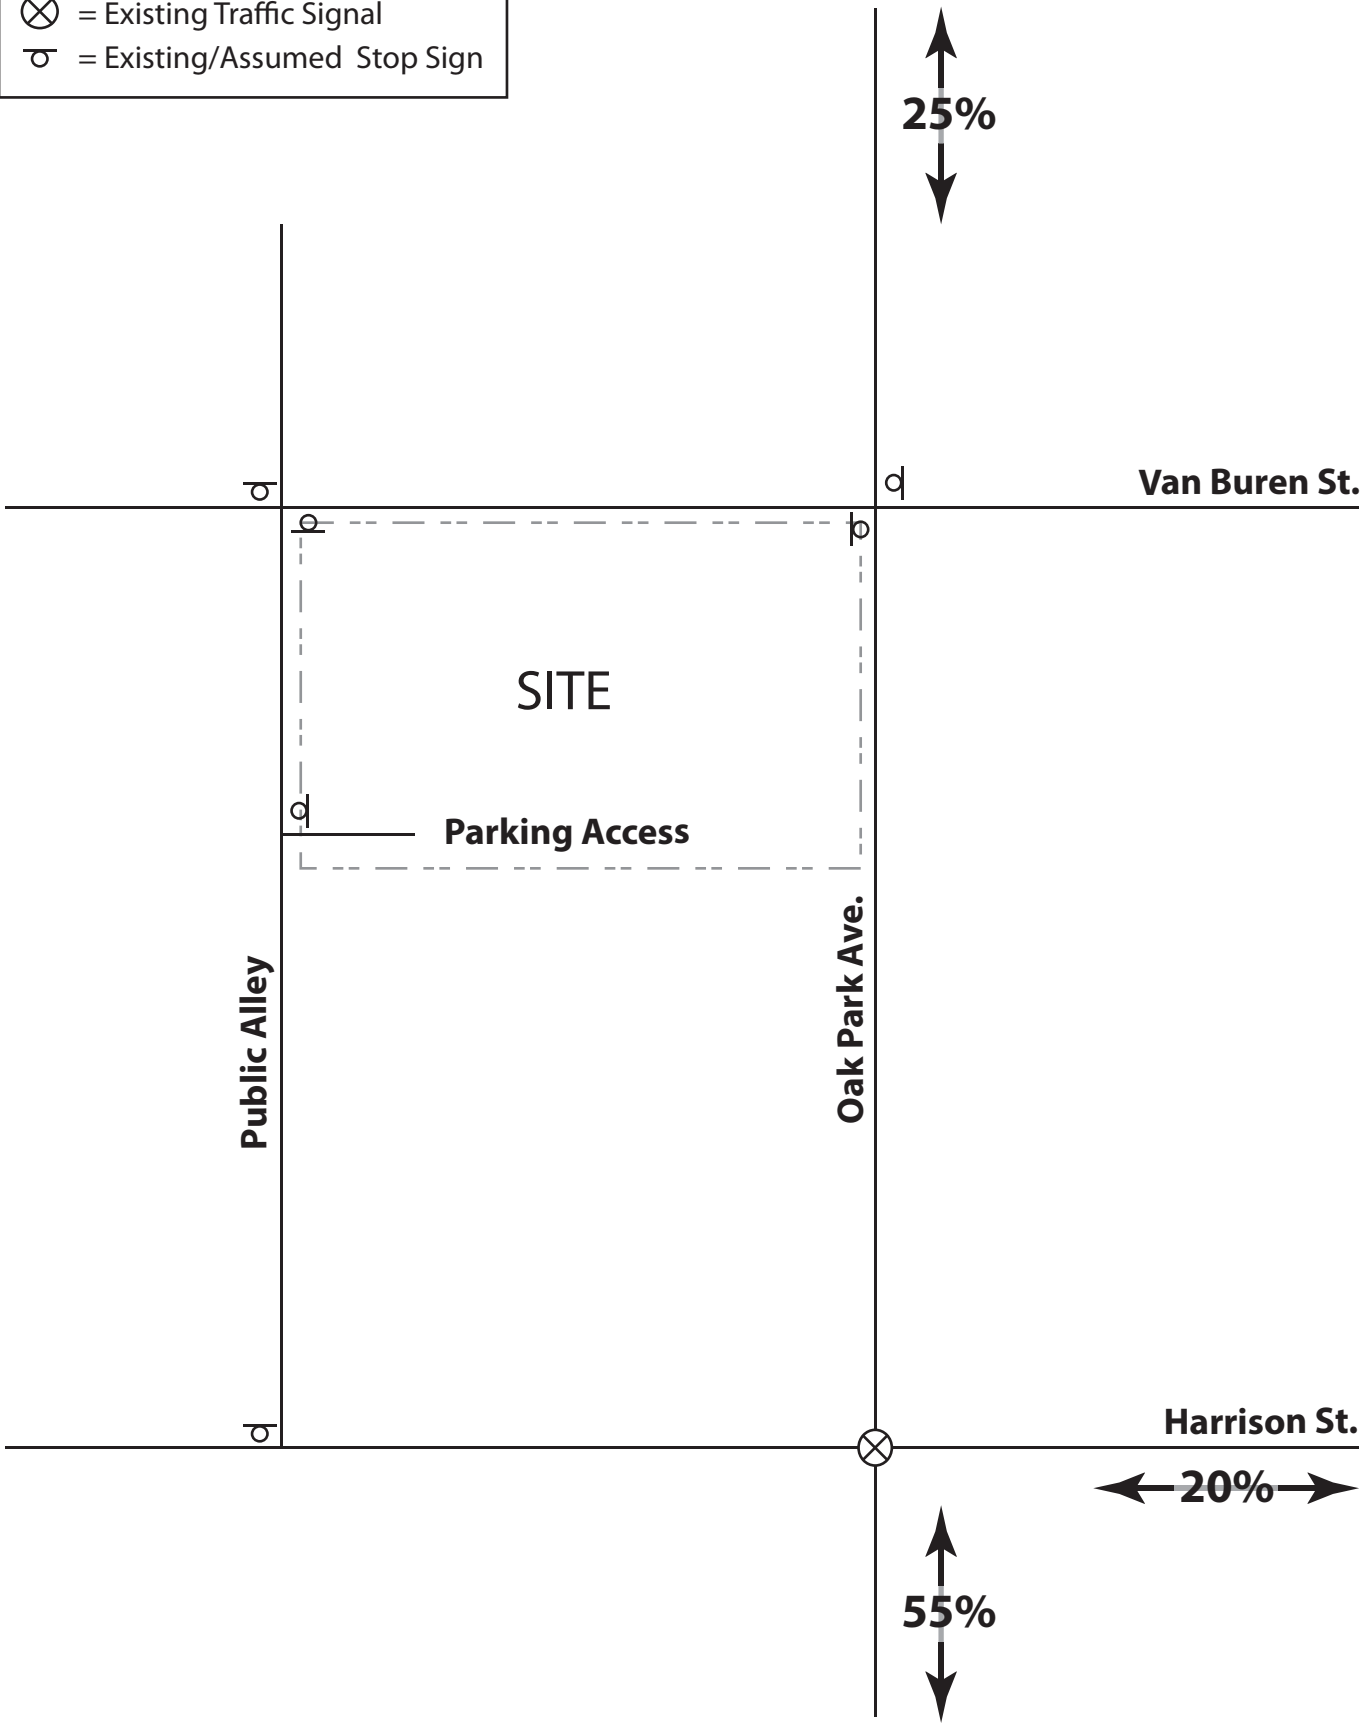 = Existing Traffic Signal
= Existing/Assumed Stop Sign
25%
Van Buren St.
SITE
Parking Access
Oak Park Ave.
Public Alley
Harrison St.
20%
55%